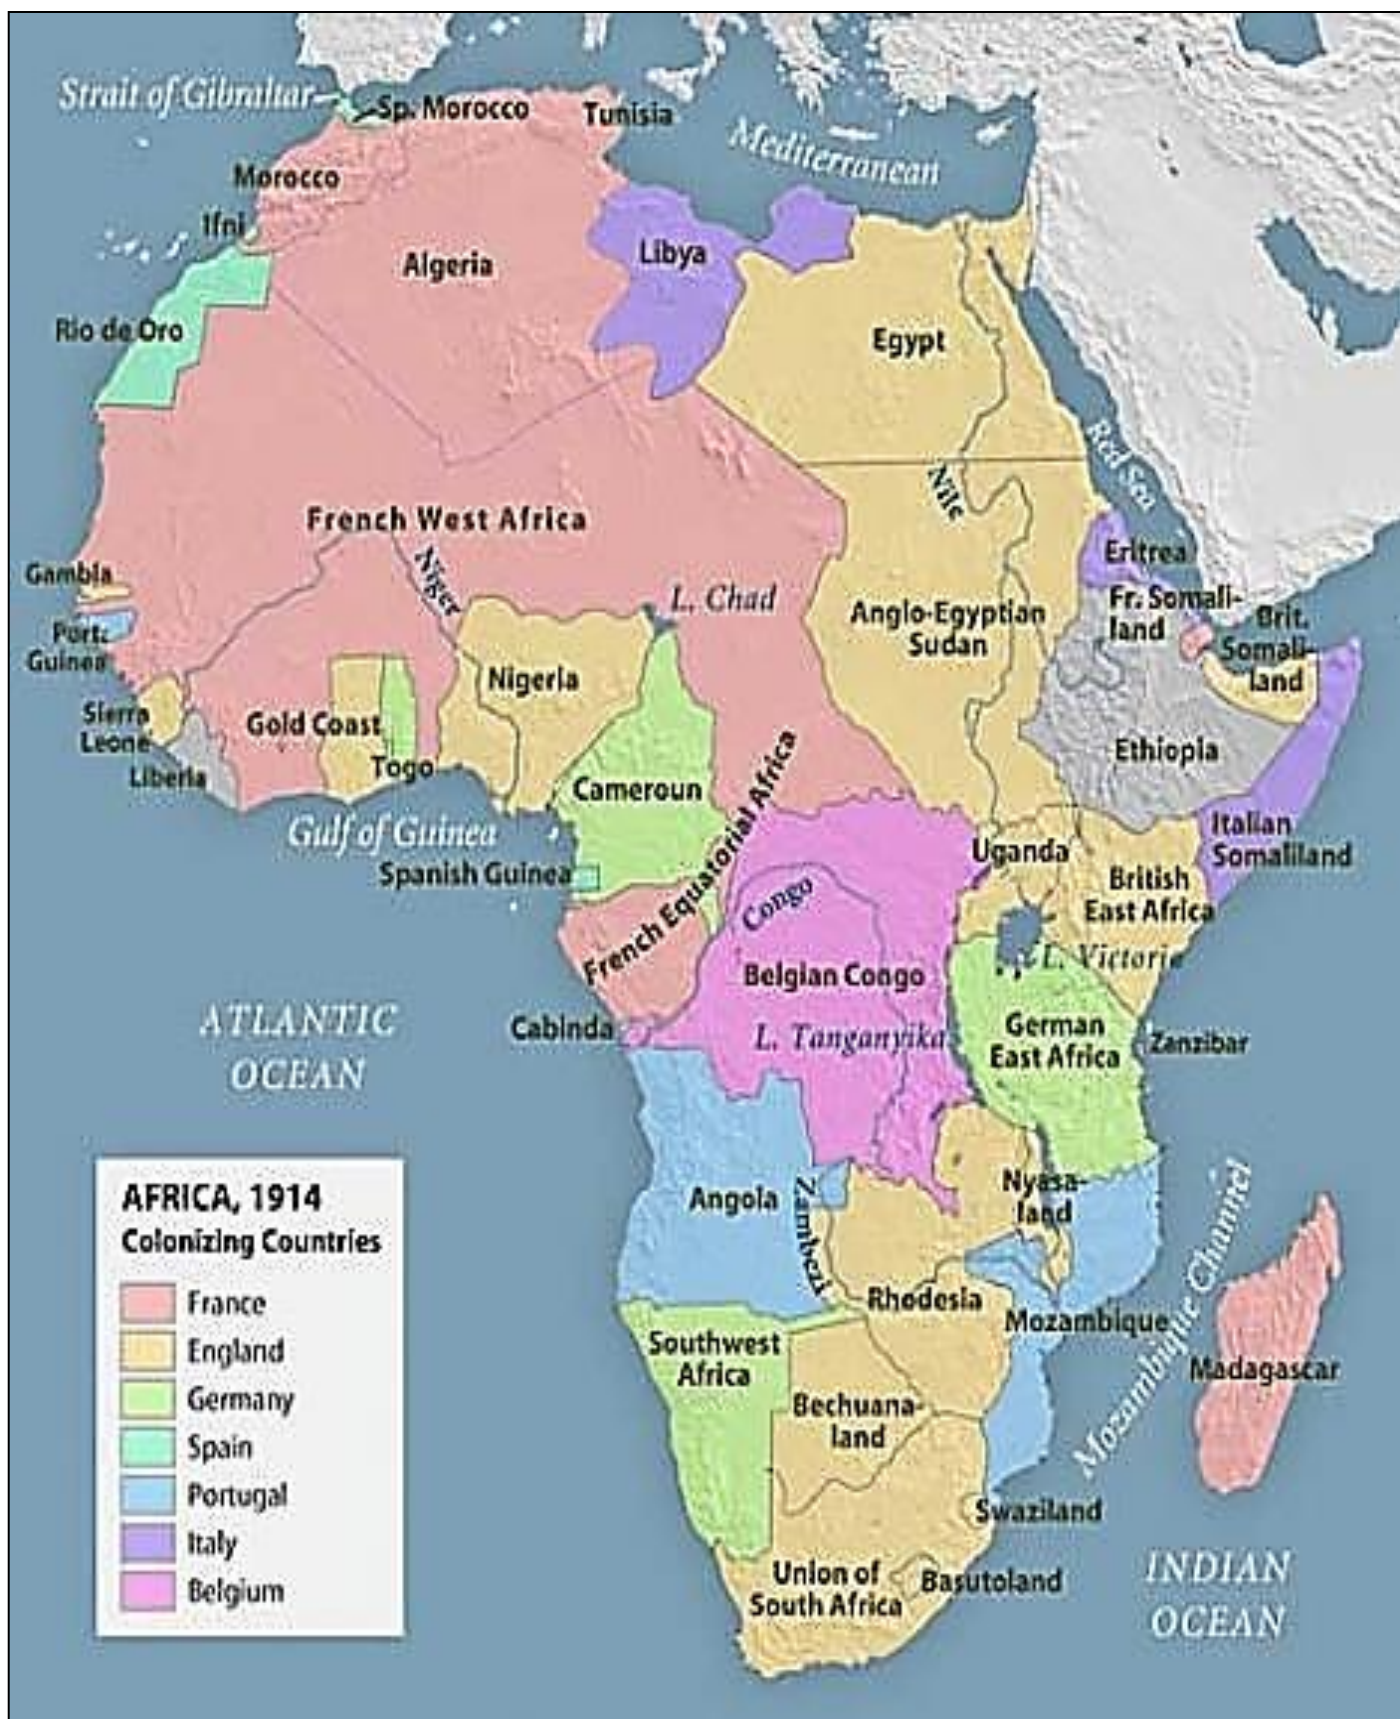 Strait of Gibraltar
Sp. Morocco
Tunisia
Mediterranean
Morocco
Ifni
Algeria
Libya
Rio de Oro
Egypt
Red Sea
Nile
French West Africa
Niger
Eritrea
Gambia
L. Chad
Fr. Somali-
land
Brit.
Somali-
land
Anglo-Egyptian
Sudan
Port.
Guinea
Nigeria
Sierra
Leone
Gold Coast
Togo
Liberia
Ethiopia
Cameroun
Gulf of Guinea
French Equatorial Africa
Italian
Somaliland
Uganda
Spanish Guinea
British
East Africa
Congo
L. Victoria
Belgian Congo
ATLANTIC
OCEAN
Cabinda
L. Tanganyika
German
East Africa
Zanzibar
Angola
Zambezi
Nyasa-
land
Mozambique Channel
AFRICA, 1914
Colonizing Countries
France
England
Germany
Spain
Portugal
Italy
Belgium
Rhodesia
Mozambique
Southwest
Africa
Madagascar
Bechuana-
land
Swaziland
Union of
South Africa
Basutoland
INDIAN
OCEAN